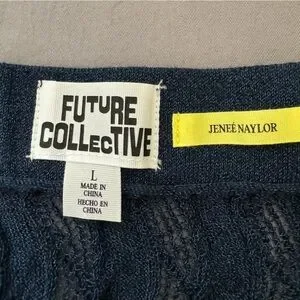 FUTURE
COLLECTIVE
JENEÉ NAYLOR
L
MADE IN
CHINA
HECHO EN
CHINA